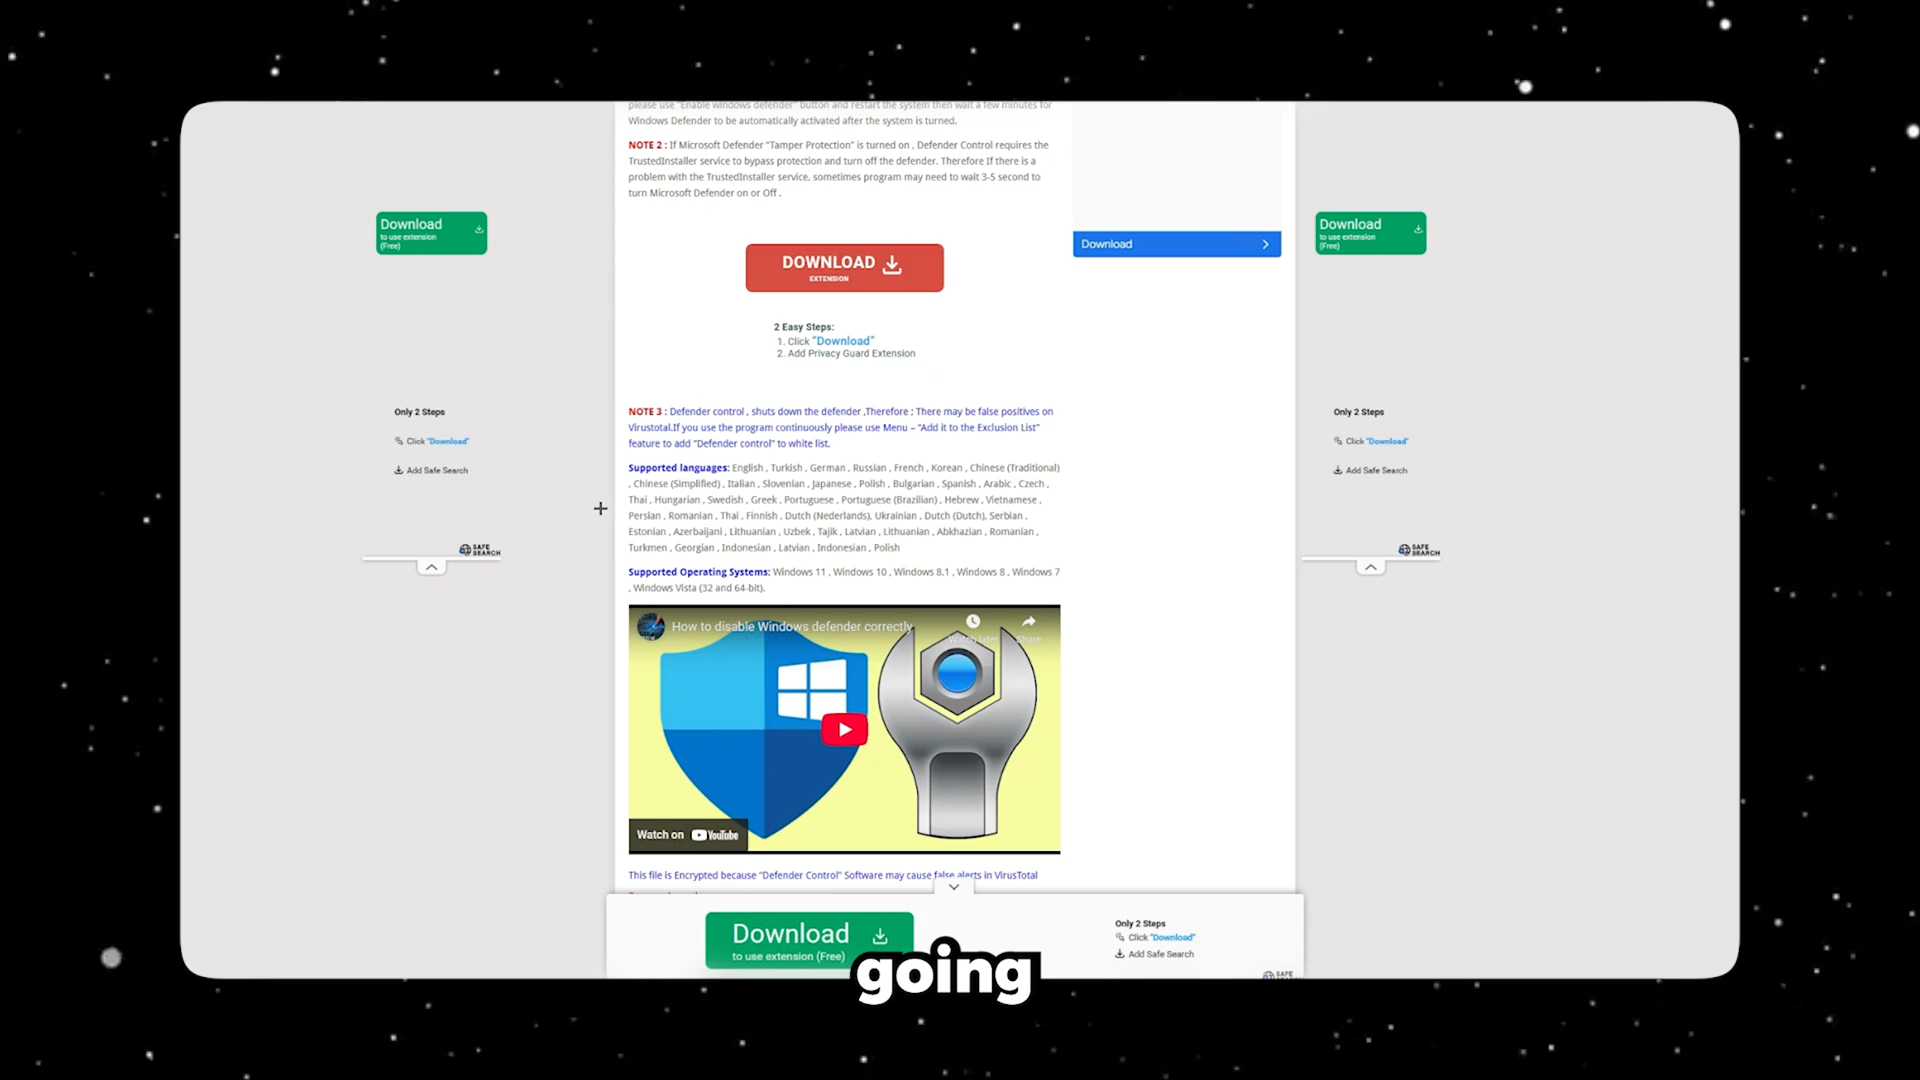 please use “Enable windows defender” button and restart the system then wait a few minutes for
Windows Defender to be automatically activated after the system is turned.
NOTE 2 : If Microsoft Defender “Tamper Protection” is turned on , Defender Control requires the
TrustedInstaller service to bypass protection and turn off the defender. Therefore If there is a
problem with the TrustedInstaller service, sometimes program may need to wait 3-5 second to
turn Microsoft Defender on or Off .
Download
to use extension
(Free)
Download
Download
to use extension
(Free)
DOWNLOAD
EXTENSION
2 Easy Steps:
1. Click “Download”
2. Add Privacy Guard Extension
Only 2 Steps
Click “Download”
Add Safe Search
SAFE
SEARCH
NOTE 3 : Defender control , shuts down the defender ,Therefore ; There may be false positives on
Virustotal.If you use the program continuously please use Menu – “Add it to the Exclusion List”
feature to add “Defender control” to white list.
Supported languages: English , Turkish , German , Russian , French , Korean , Chinese (Traditional)
, Chinese (Simplified) , Italian , Slovenian , Japanese , Polish , Bulgarian , Spanish , Arabic , Czech ,
Thai , Hungarian , Swedish , Greek , Portuguese , Portuguese (Brazilian) , Hebrew , Vietnamese ,
Persian , Romanian , Thai , Finnish , Dutch (Nederlands), Ukrainian , Dutch (Dutch), Serbian ,
Estonian , Azerbaijani , Lithuanian , Uzbek , Tajik , Latvian , Lithuanian , Abkhazian , Romanian ,
Turkmen , Georgian , Indonesian , Latvian , Indonesian , Polish
Supported Operating Systems: Windows 11 , Windows 10 , Windows 8.1 , Windows 8 , Windows 7
, Windows Vista (32 and 64-bit).
Only 2 Steps
Click “Download”
Add Safe Search
SAFE
SEARCH
How to disable Windows defender correctly
Watch later
Share
Watch on YouTube
This file is Encrypted because “Defender Control” Software may cause false alerts in VirusTotal
Download
to use extension (Free)
Only 2 Steps
Click “Download”
Add Safe Search
SAFE
going